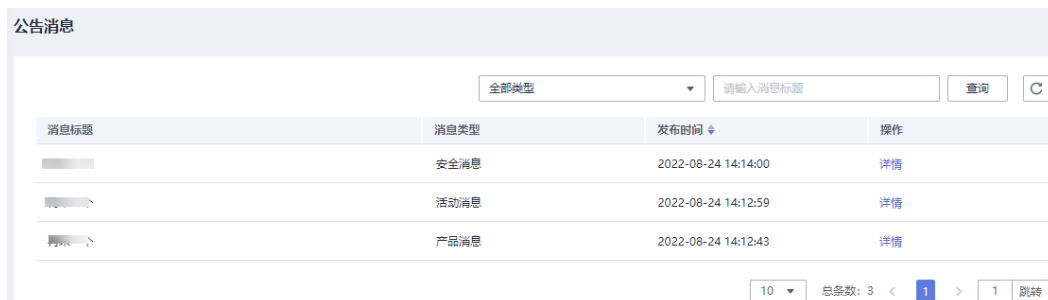 公告消息
全部类型 请输入消息标题 查询
消息标题 消息类型 发布时间 操作
安全消息 2022-08-24 14:14:00 详情
活动消息 2022-08-24 14:12:59 详情
产品消息 2022-08-24 14:12:43 详情
10 总条数: 3 < 1 > 1 跳转